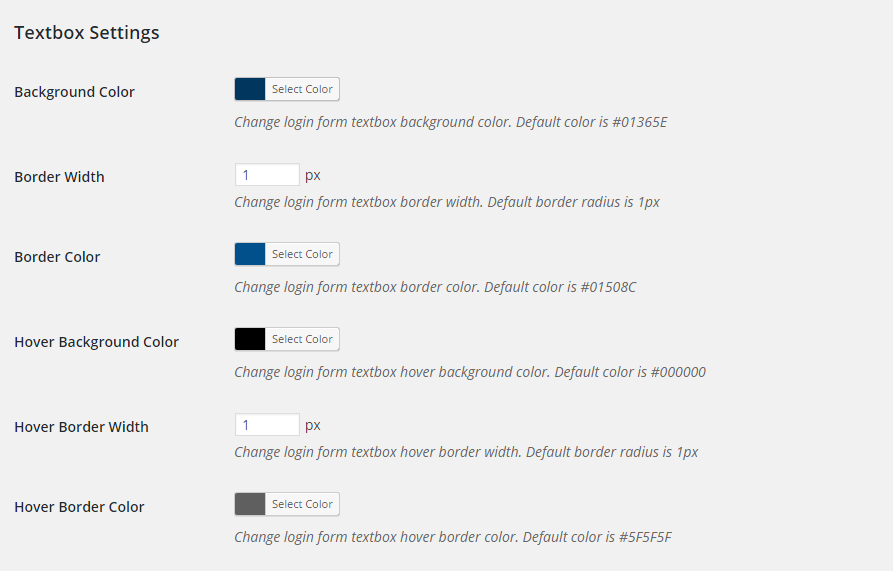 Textbox Settings
Background Color
Select Color
Change login form textbox background color. Default color is #01365E
Border Width
1 px
Change login form textbox border width. Default border radius is 1px
Border Color
Select Color
Change login form textbox border color. Default color is #01508C
Hover Background Color
Select Color
Change login form textbox hover background color. Default color is #000000
Hover Border Width
1 px
Change login form textbox hover border width. Default border radius is 1px
Hover Border Color
Select Color
Change login form textbox hover border color. Default color is #5F5F5F